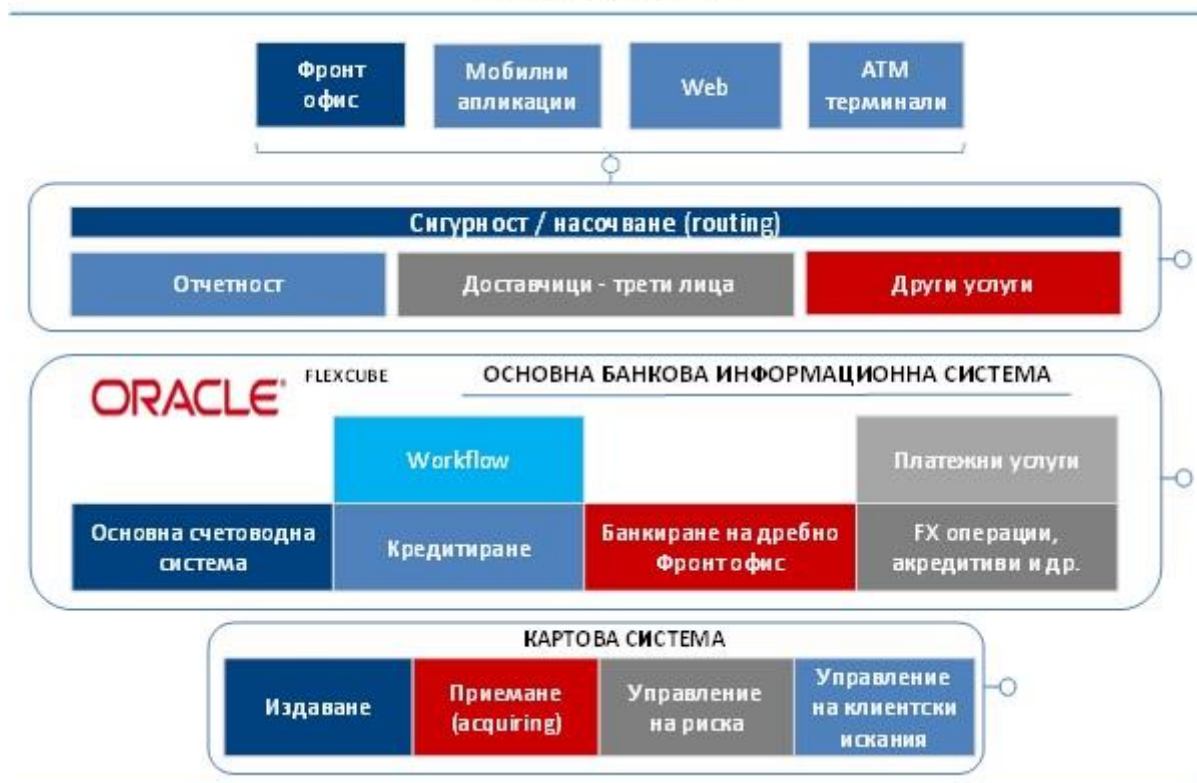 Фронт
офис
Мобилни
апликации
Web
АТМ
терминали
Сигурност / насочване (routing)
Отчетност
Доставчици - трети лица
Други услуги
ORACLE
FLEXCUBE
ОСНОВНА БАНКОВА ИНФОРМАЦИОННА СИСТЕМА
Workflow
Платежни услуги
Основна счетоводна
система
Кредитиране
Банкиране на дребно
Фронт офис
FX операции,
акредитиви и др.
КАРТОВА СИСТЕМА
Издаване
Приемане
(acquiring)
Управление
на риска
Управление
на клиентски
искания